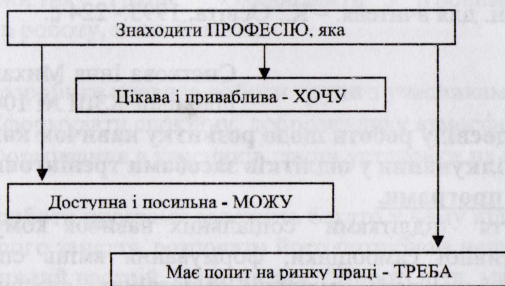 Знаходити ПРОФЕСІЮ, яка
Цікава і приваблива - ХОЧУ
Доступна і посильна - МОЖУ
Має попит на ринку праці - ТРЕБА